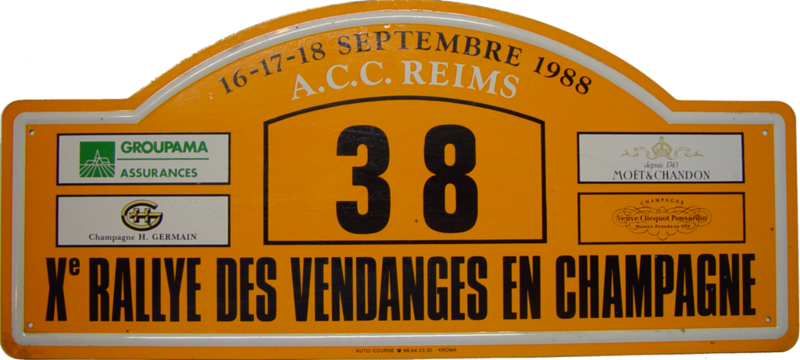 16-17-18 SEPTEMBRE 1988
A.C.C. REIMS
GROUPAMA
ASSURANCES
Champagne H. GERMAIN
38
depuis 1743
MOËT & CHANDON
CHAMPAGNE
Veuve Clicquot Ponsardin
Xe RALLYE DES VENDANGES EN CHAMPAGNE
AUTO-COURSE
KROMA